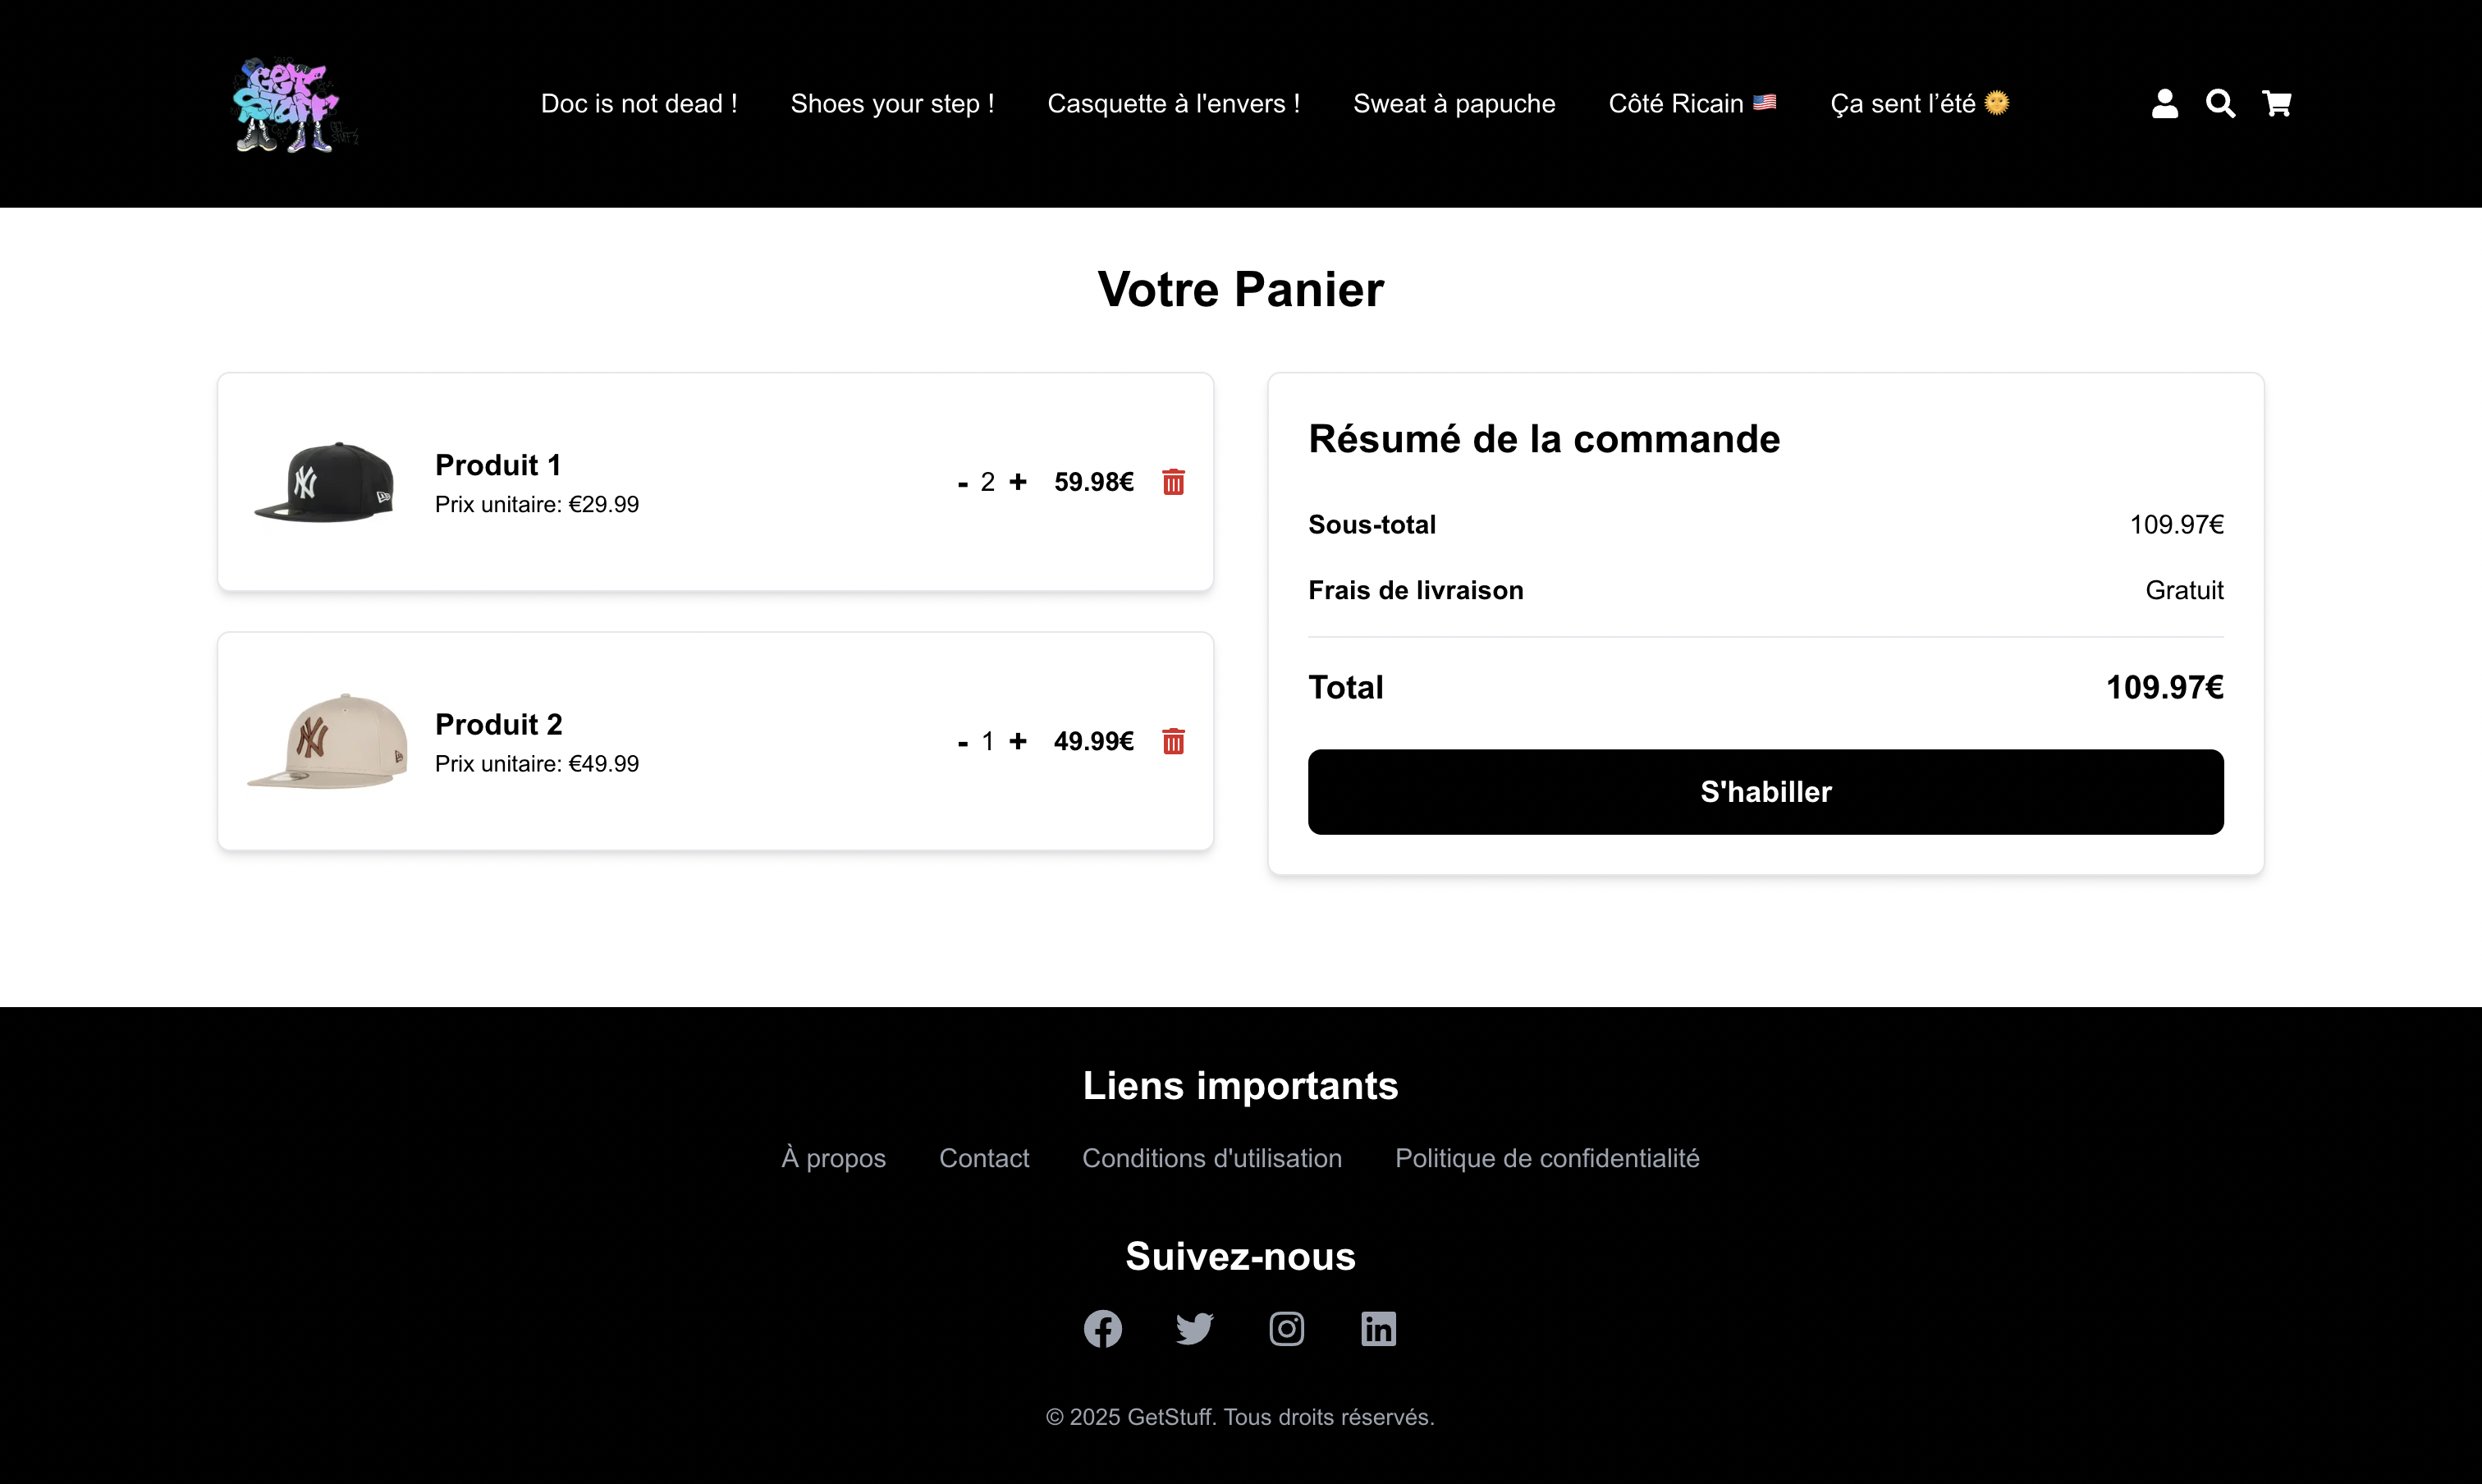 GET
STUFF
Doc is not dead ! Shoes your step ! Casquette à l'envers ! Sweat à papuche Côté Ricain 🇺🇸 Ça sent l’été 🌞
Votre Panier
Produit 1
Prix unitaire: €29.99
- 2 + 59.98€
Produit 2
Prix unitaire: €49.99
- 1 + 49.99€
Résumé de la commande
Sous-total 109.97€
Frais de livraison Gratuit
Total 109.97€
S'habiller
Liens importants
À propos Contact Conditions d'utilisation Politique de confidentialité
Suivez-nous
© 2025 GetStuff. Tous droits réservés.